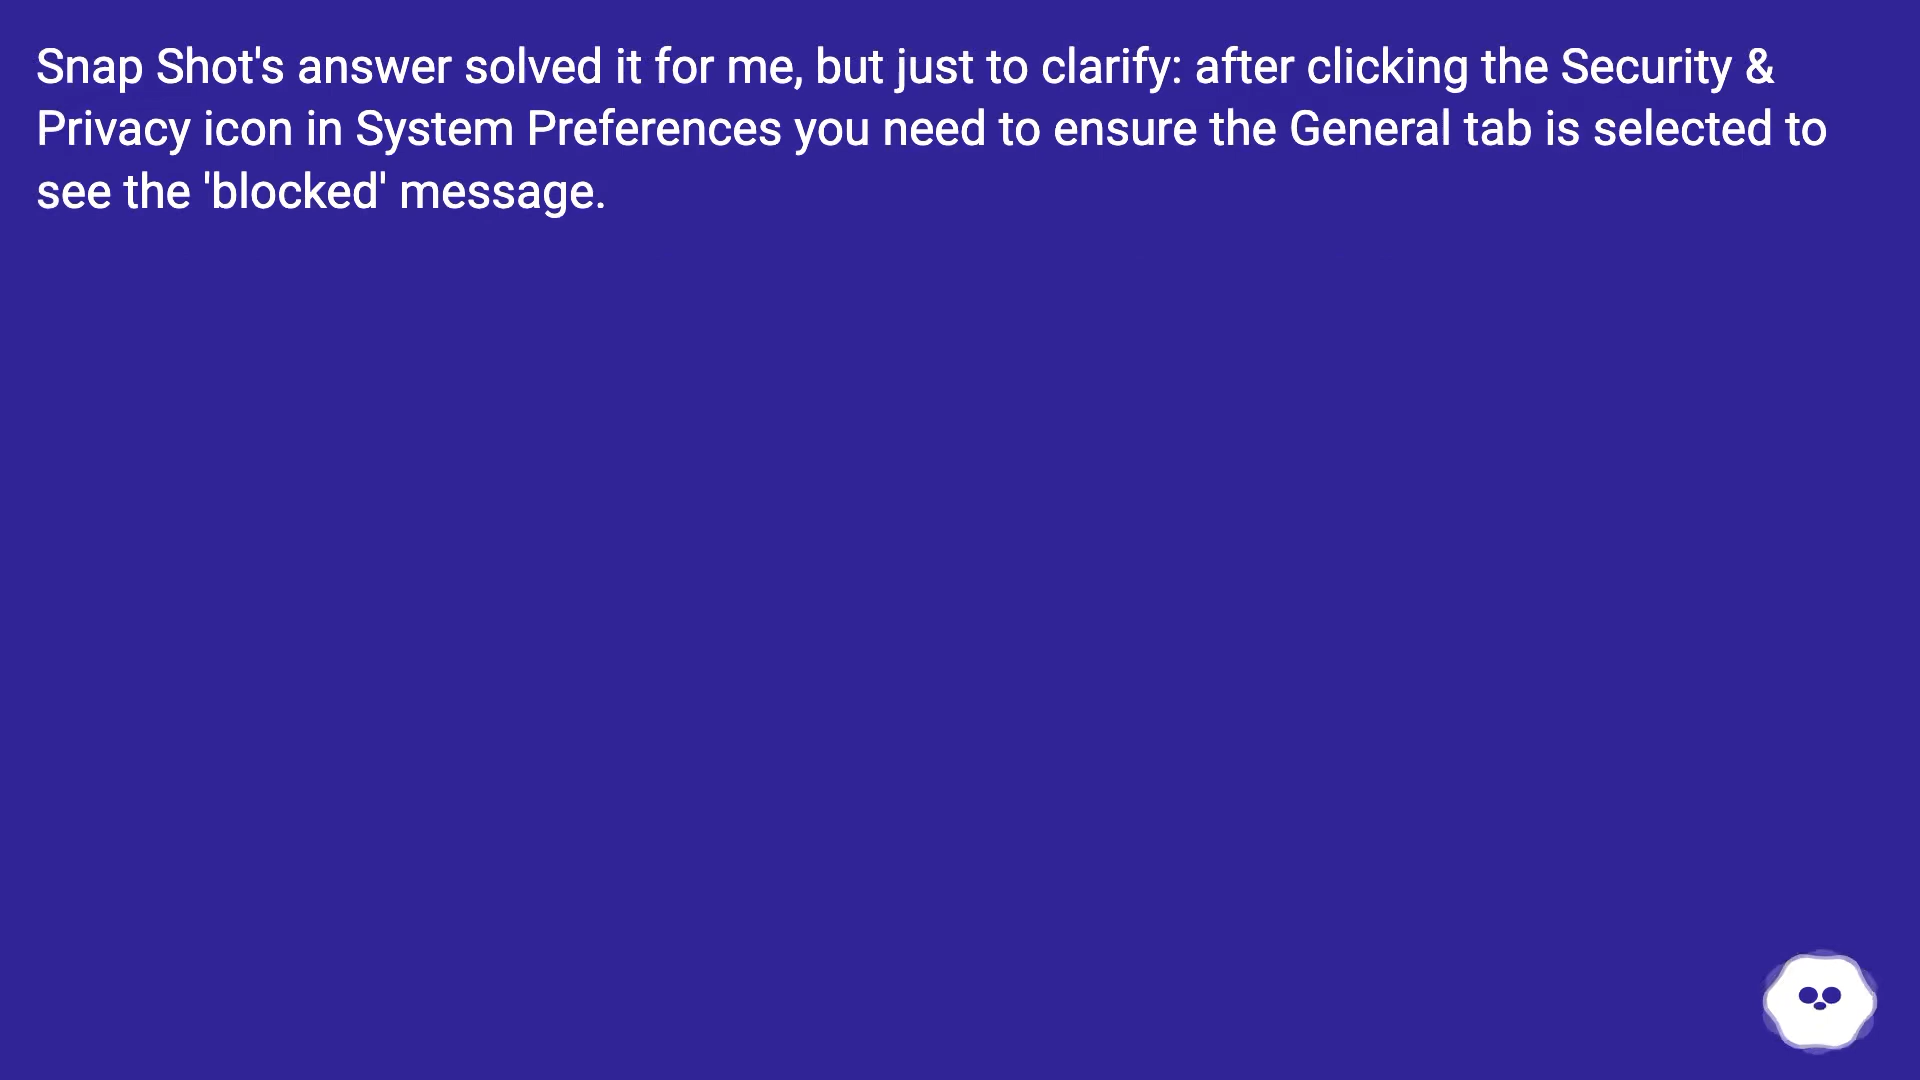 Snap Shot's answer solved it for me, but just to clarify: after clicking the Security &
Privacy icon in System Preferences you need to ensure the General tab is selected to
see the 'blocked' message.